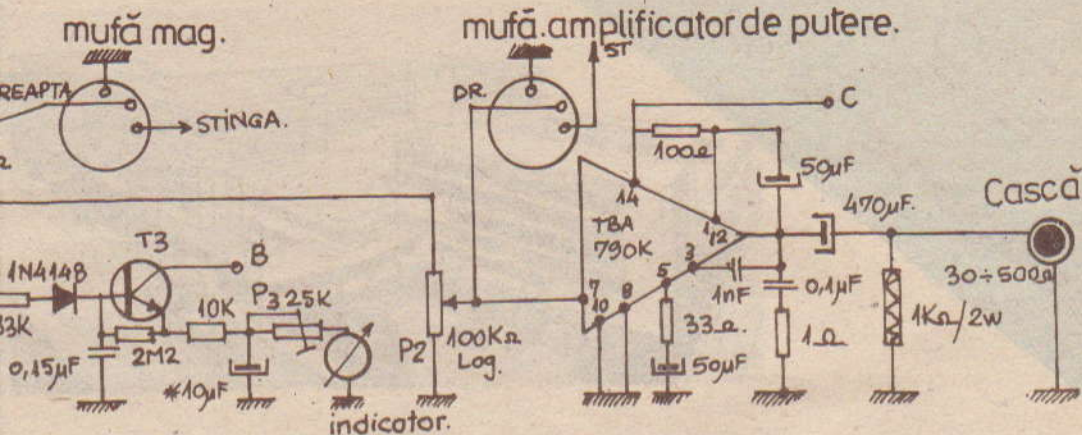 mufă mag.
mufă.amplificator de putere.
REAPTA
STÎNGA.
DR.
ST
C
100Ω
50μF
14
TBA
790K
1
12
470μF.
Cască
30÷500Ω
T3
B
1N4148
33K
10K
P3 25K
7
10
8
5
3
1nF
0,1μF
33Ω.
1Ω
1KΩ/2W
0,15μF
2M2
*10μF
P2
100KΩ
Log.
50μF
indicator.